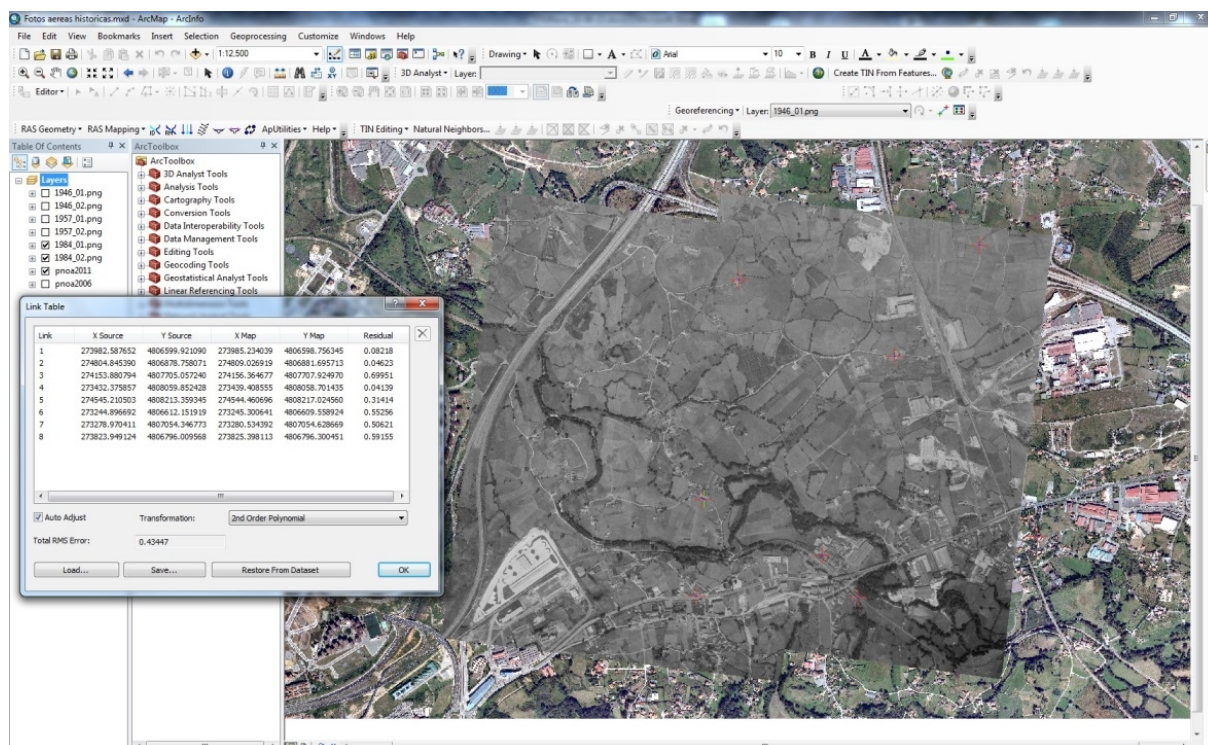 Fotos aereas historicas.mxd - ArcMap - ArcInfo
File Edit View Bookmarks Insert Selection Geoprocessing Customize Windows Help
1:12.500
Drawing
Arial
10
B I U A
3D Analyst Layer:
Create TIN From Features...
Editor
Georeferencing Layer: 1946_01.png
RAS Geometry RAS Mapping ApUtilities Help TIN Editing Natural Neighbors...
Table Of Contents
Layers
1946_01.png
1946_02.png
1957_01.png
1957_02.png
1984_01.png
1984_02.png
pnoa2011
pnoa2006
ArcToolbox
ArcToolbox
3D Analyst Tools
Analysis Tools
Cartography Tools
Conversion Tools
Data Interoperability Tools
Data Management Tools
Editing Tools
Geocoding Tools
Geostatistical Analyst Tools
Linear Referencing Tools
Link Table
Link X Source Y Source X Map Y Map Residual
1 273982.587652 4806599.921090 273985.234039 4806598.756345 0.08218
2 274804.845390 4806878.758071 274809.026919 4806881.695713 0.04623
3 274153.880794 4807705.057240 274156.364677 4807707.924970 0.69951
4 273432.375857 4808059.852428 273439.408555 4808058.701435 0.04139
5 274545.210503 4808213.359345 274544.460696 4808217.024560 0.31414
6 273244.896692 4806612.151919 273245.300641 4806609.558924 0.55256
7 273278.970411 4807054.346773 273280.534392 4807054.628669 0.50621
8 273823.949124 4806796.009568 273825.398113 4806796.300451 0.59155
Auto Adjust
Transformation: 2nd Order Polynomial
Total RMS Error: 0.43447
Load... Save... Restore From Dataset OK